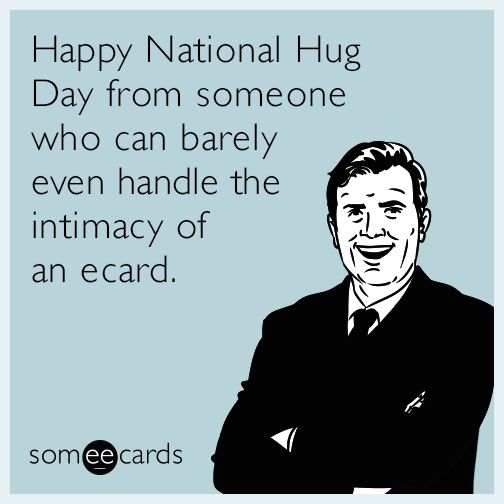 Happy National Hug
Day from someone
who can barely
even handle the
intimacy of
an ecard.
someecards